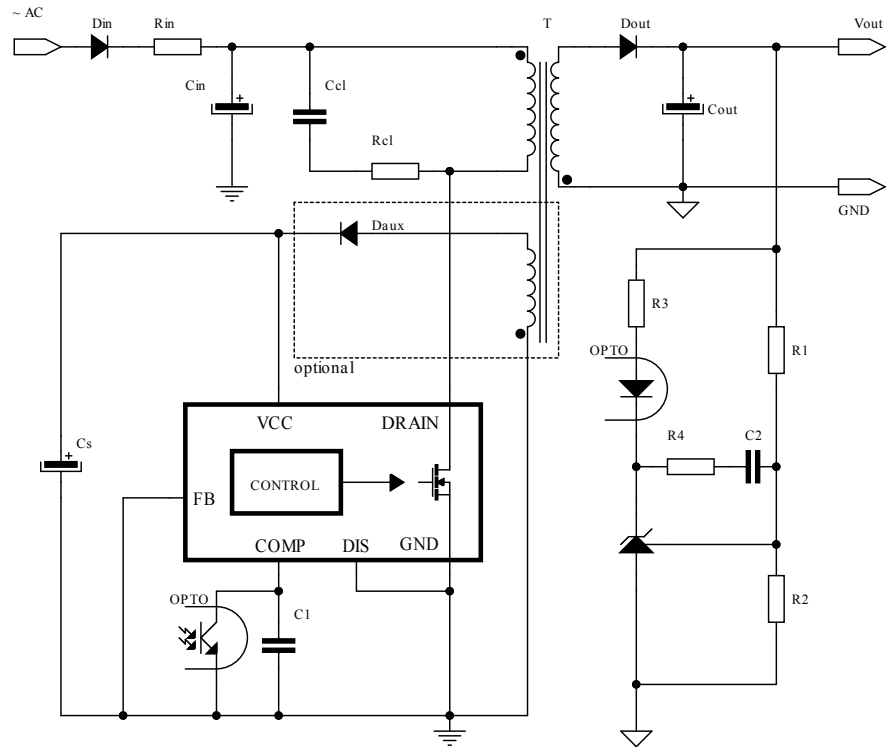 ~ AC
Din
Rin
T
Dout
Vout
Cin
+
Ccl
+
Cout
Rcl
GND
Daux
R3
OPTO
R1
optional
VCC
DRAIN
Cs
+
R4
C2
CONTROL
FB
COMP
DIS
GND
OPTO
C1
R2